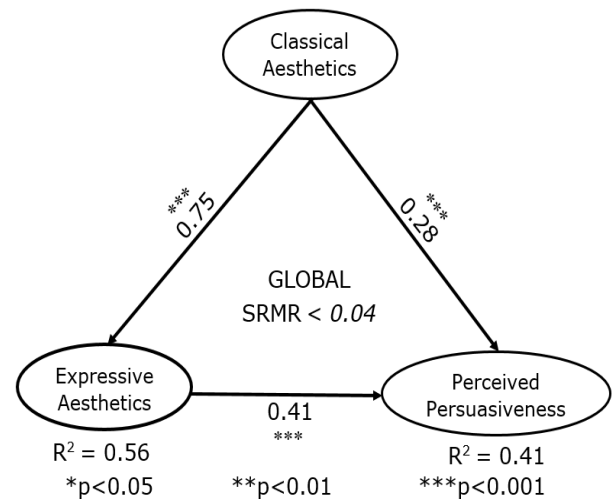 Classical
Aesthetics
***
0.75
***
0.28
GLOBAL
SRMR < 0.04
Expressive
Aesthetics
0.41
***
Perceived
Persuasiveness
R² = 0.56
R² = 0.41
*p<0.05 **p<0.01 ***p<0.001